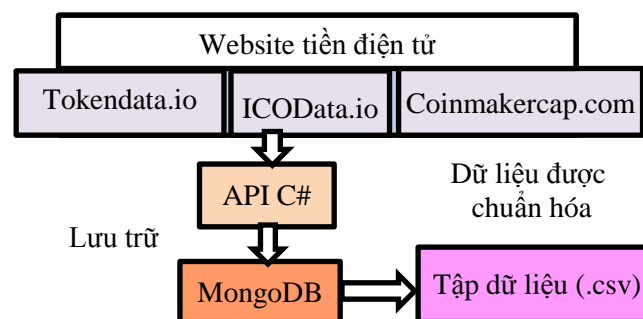 Website tiền điện tử
Tokendata.io
ICOData.io
Coinmakercap.com
API C#
Dữ liệu được
chuẩn hóa
Lưu trữ
MongoDB
Tập dữ liệu (.csv)